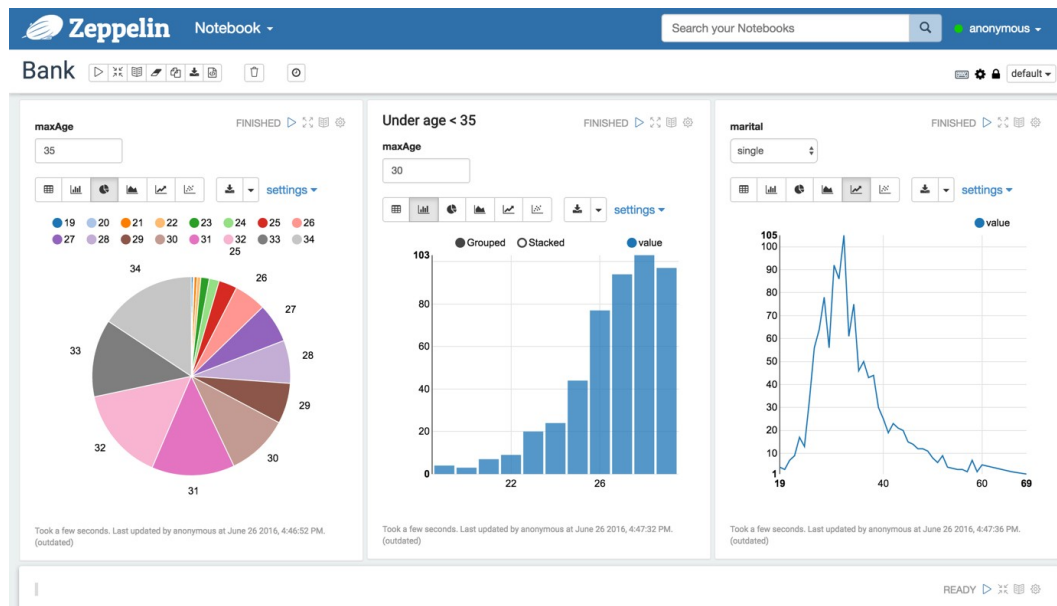 Zeppelin Notebook Search your Notebooks anonymous
Bank default
maxAge FINISHED
35
settings
19 20 21 22 23 24 25 26
27 28 29 30 31 32 33 34
25
34
26
27
33
28
29
32
30
31
Took a few seconds. Last updated by anonymous at June 26 2016, 4:46:52 PM.
(outdated)
Under age < 35 FINISHED
maxAge
30
settings
Grouped Stacked value
103
80
60
40
20
0
22 26
Took a few seconds. Last updated by anonymous at June 26 2016, 4:47:32 PM.
(outdated)
marital FINISHED
single
settings
value
105
100
90
80
70
60
50
40
30
20
10
1
19 40 60 69
Took a few seconds. Last updated by anonymous at June 26 2016, 4:47:36 PM.
(outdated)
READY